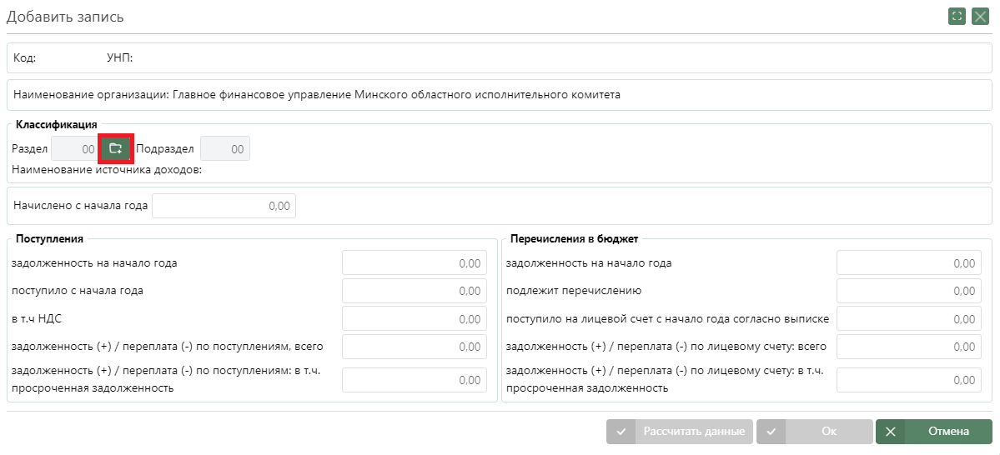 Добавить запись
Код: УНП:
Наименование организации: Главное финансовое управление Минского областного исполнительного комитета
Классификация
Раздел 00 Подраздел 00
Наименование источника доходов:
Начислено с начала года 0,00
Поступления
задолженность на начало года 0,00
поступило с начала года 0,00
в т.ч НДС 0,00
задолженность (+) / переплата (-) по поступлениям, всего 0,00
задолженность (+) / переплата (-) по поступлениям: в т.ч.
просроченная задолженность 0,00
Перечисления в бюджет
задолженность на начало года 0,00
подлежит перечислению 0,00
поступило на лицевой счет с начало года согласно выписке 0,00
задолженность (+) / переплата (-) по лицевому счету: всего 0,00
задолженность (+) / переплата (-) по лицевому счету: в т.ч.
просроченная задолженность 0,00
Рассчитать данные Ок Отмена